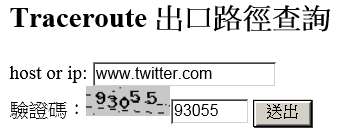 Traceroute 出口路徑查詢
host or ip: www.twitter.com
驗證碼：93055 93055 送出